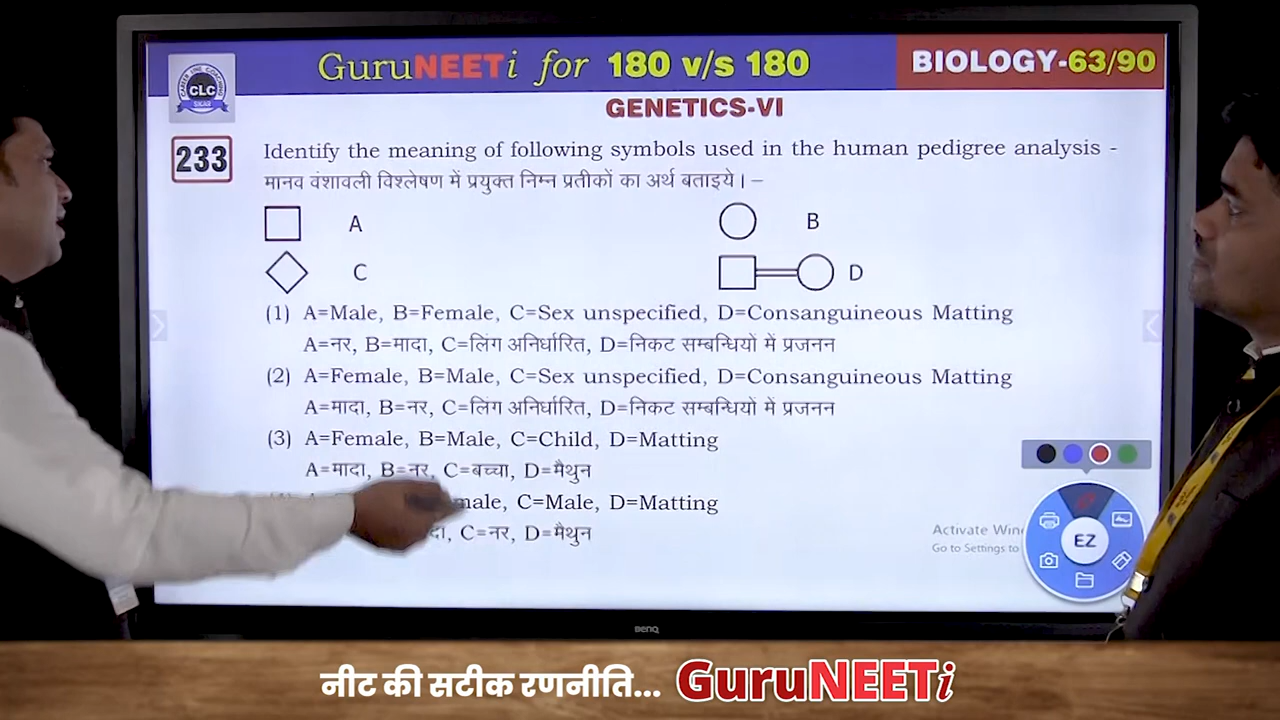 GuruNEETi for 180 v/s 180
BIOLOGY-63/90
CLC
SIKAR
GENETICS-VI
233
Identify the meaning of following symbols used in the human pedigree analysis -
मानव वंशावली विश्लेषण में प्रयुक्त निम्न प्रतीकों का अर्थ बताइये। –
A
B
C
D
(1) A=Male, B=Female, C=Sex unspecified, D=Consanguineous Matting
A=नर, B=मादा, C=लिंग अनिर्धारित, D=निकट सम्बन्धियों में प्रजनन
(2) A=Female, B=Male, C=Sex unspecified, D=Consanguineous Matting
A=मादा, B=नर, C=लिंग अनिर्धारित, D=निकट सम्बन्धियों में प्रजनन
(3) A=Female, B=Male, C=Child, D=Matting
A=मादा, B=नर, C=बच्चा, D=मैथुन
C=Male, D=Matting
C=नर, D=मैथुन
Activate
Go to Settings to
EZ
BENQ
नीट की सटीक रणनीति... GuruNEETi